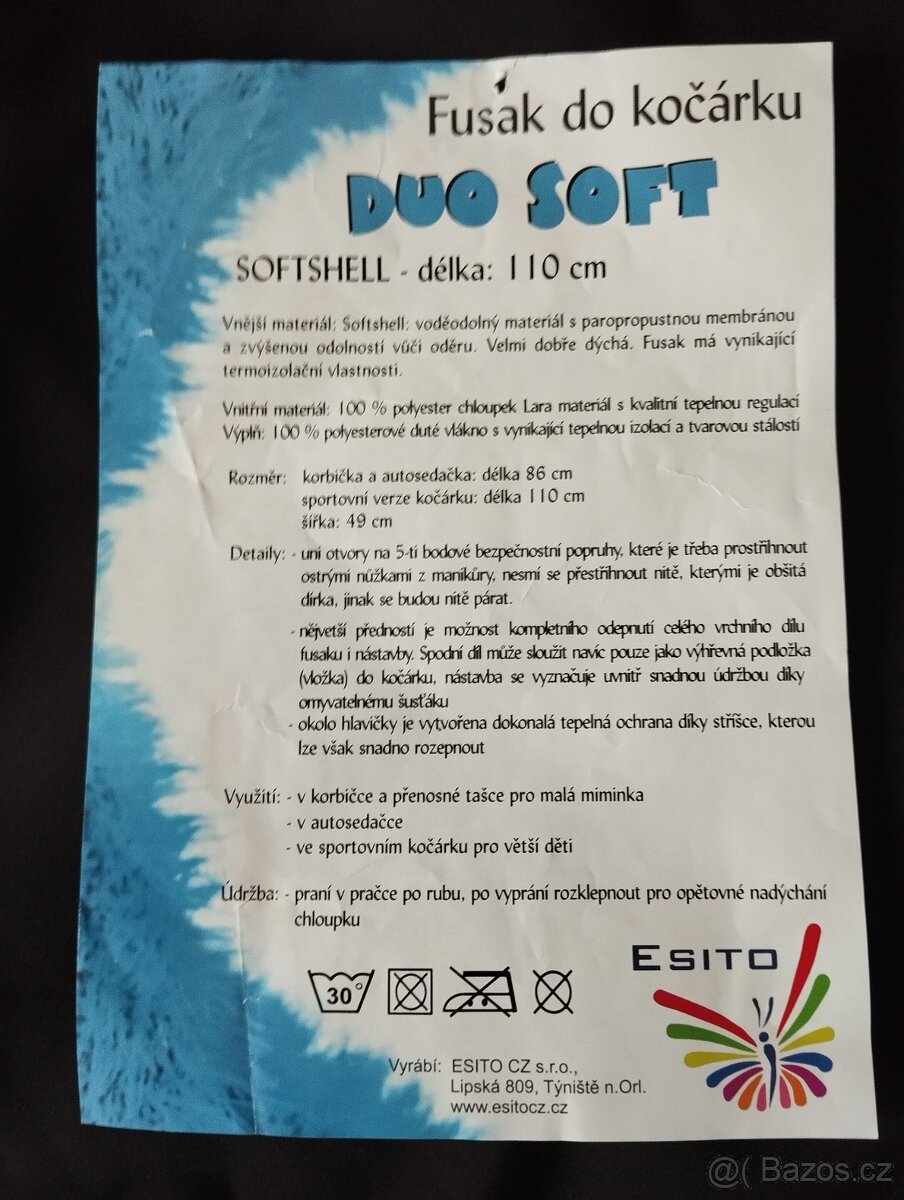 Fusak do kočárku
DUO SOFT
SOFTSHELL - délka: 110 cm
Vnější materiál: Softshell: voděodolný materiál s paropropustnou membránou
a zvýšenou odolností vůči oděru. Velmi dobře dýchá. Fusak má vynikající
termoizolační vlastnosti.
Vnitřní materiál: 100 % polyester chloupek Lara materiál s kvalitní tepelnou regulací
Výplň: 100 % polyesterové duté vlákno s vynikající tepelnou izolací a tvarovou stálostí
Rozměr: korbička a autosedačka: délka 86 cm
sportovní verze kočárku: délka 110 cm
šířka: 49 cm
Detaily: - uni otvory na 5-ti bodové bezpečnostní popruhy, které je třeba prostřihnout
ostrými nůžkami z manikůry, nesmí se přestřihnout nitě, kterými je obšitá
dírka, jinak se budou nitě párat.
- nějvetší předností je možnost kompletního odepnutí celého vrchního dílu
fusaku i nástavby. Spodní díl může sloužit navíc pouze jako výhřevná podložka
(vložka) do kočárku, nástavba se vyznačuje uvnitř snadnou údržbou díky
omyvatelnému šusťáku
- okolo hlavičky je vytvořena dokonalá tepelná ochrana díky stříšce, kterou
lze však snadno rozepnout
Využití: - v korbičce a přenosné tašce pro malá miminka
- v autosedačce
- ve sportovním kočárku pro větší děti
Údržba: - praní v pračce po rubu, po vyprání rozklepnout pro opětovné nadýchání
chloupku
30°
ESITO
Vyrábí: ESITO CZ s.r.o.,
Lipská 809, Týniště n.Orl.
www.esitocz.cz
@( Bazos.cz